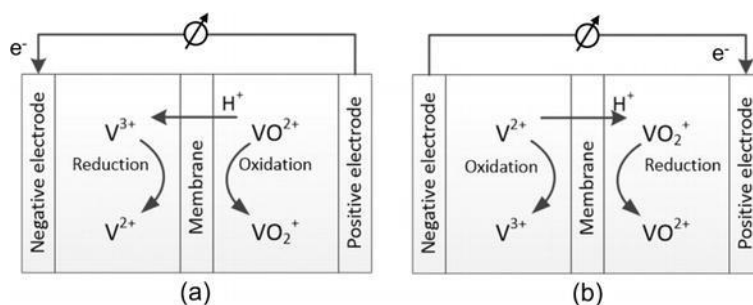 e⁻
H⁺
V³⁺
VO²⁺
Reduction
Oxidation
V²⁺
VO₂⁺
Negative electrode
Membrane
Positive electrode
(a)
e⁻
H⁺
V²⁺
VO₂⁺
Oxidation
Reduction
V³⁺
VO²⁺
Negative electrode
Membrane
Positive electrode
(b)